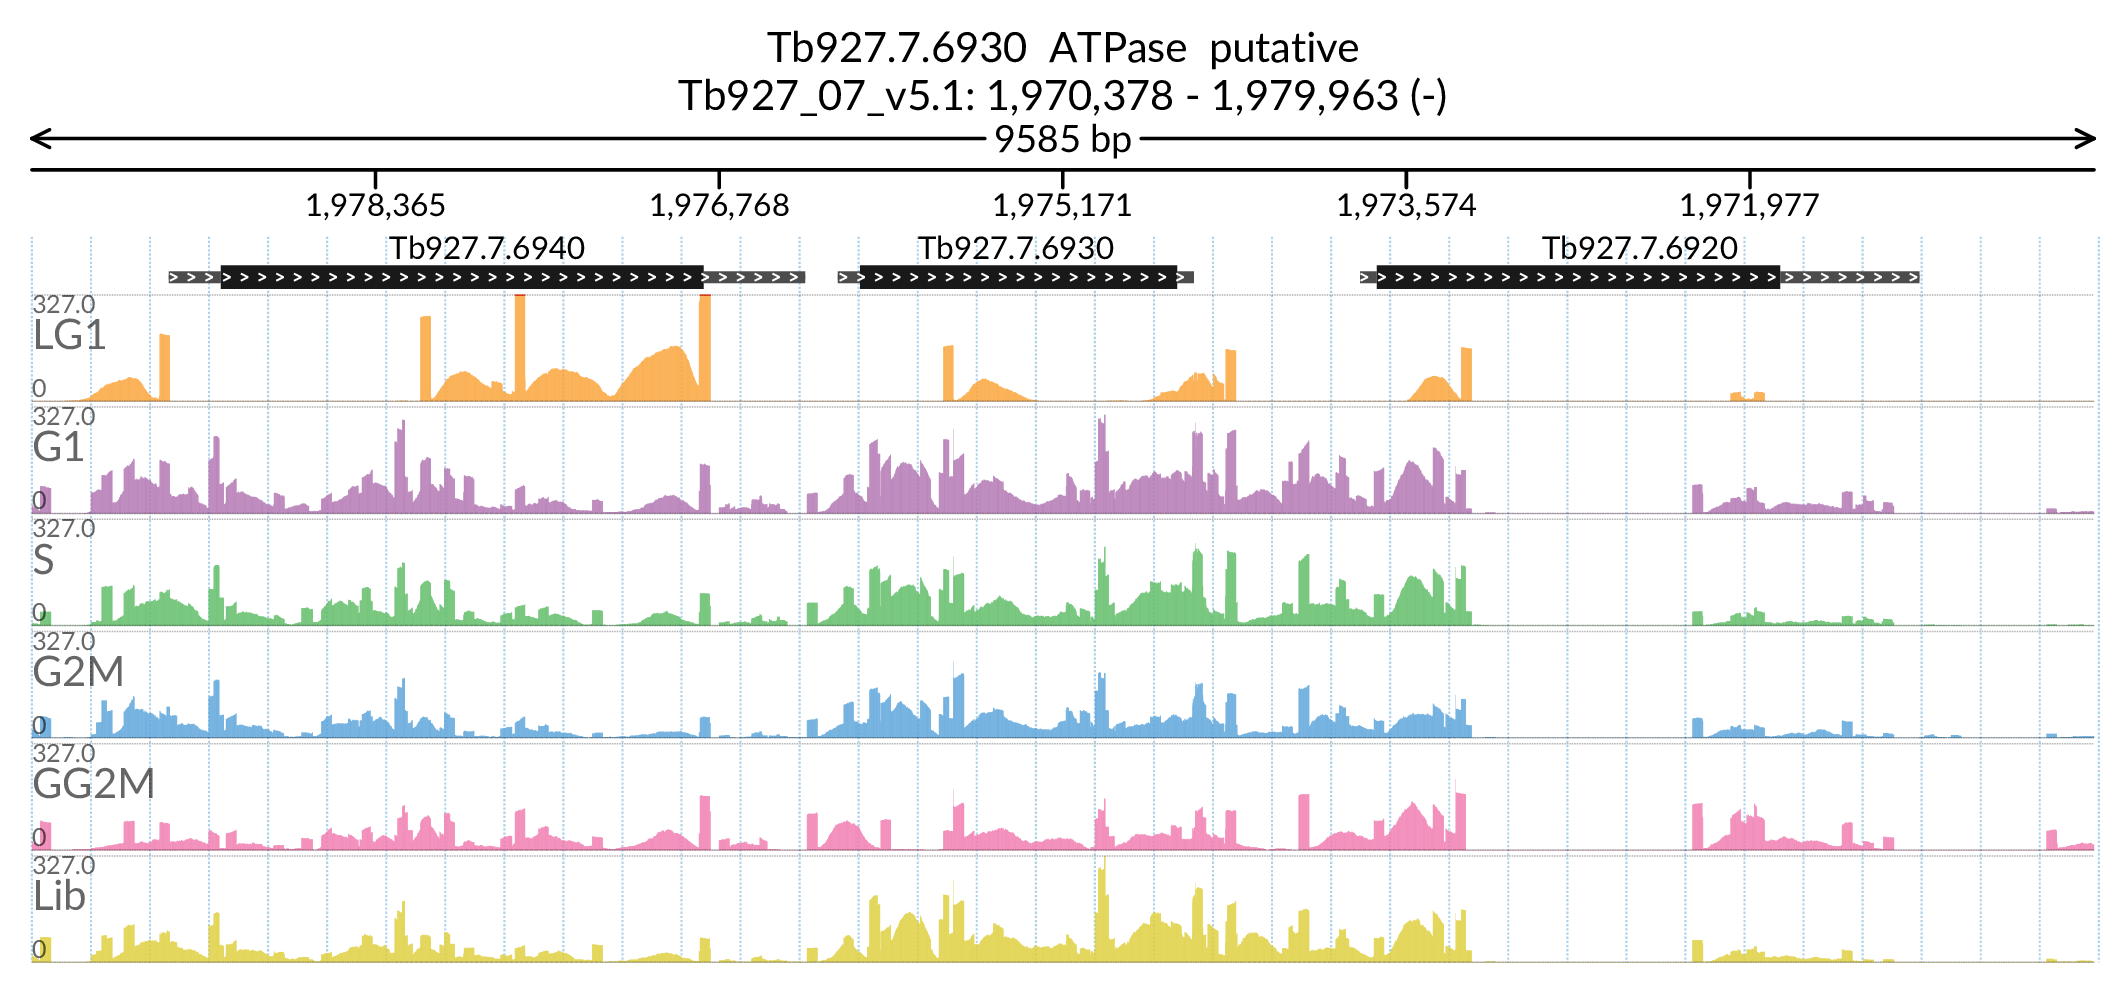 Tb927.7.6930 ATPase putative
Tb927_07_v5.1: 1,970,378 - 1,979,963 (-)
9585 bp
1,978,365 1,976,768 1,975,171 1,973,574 1,971,977
Tb927.7.6940 Tb927.7.6930 Tb927.7.6920
327.0
LG1
0
327.0
G1
0
327.0
S
0
327.0
G2M
0
327.0
GG2M
0
327.0
Lib
0